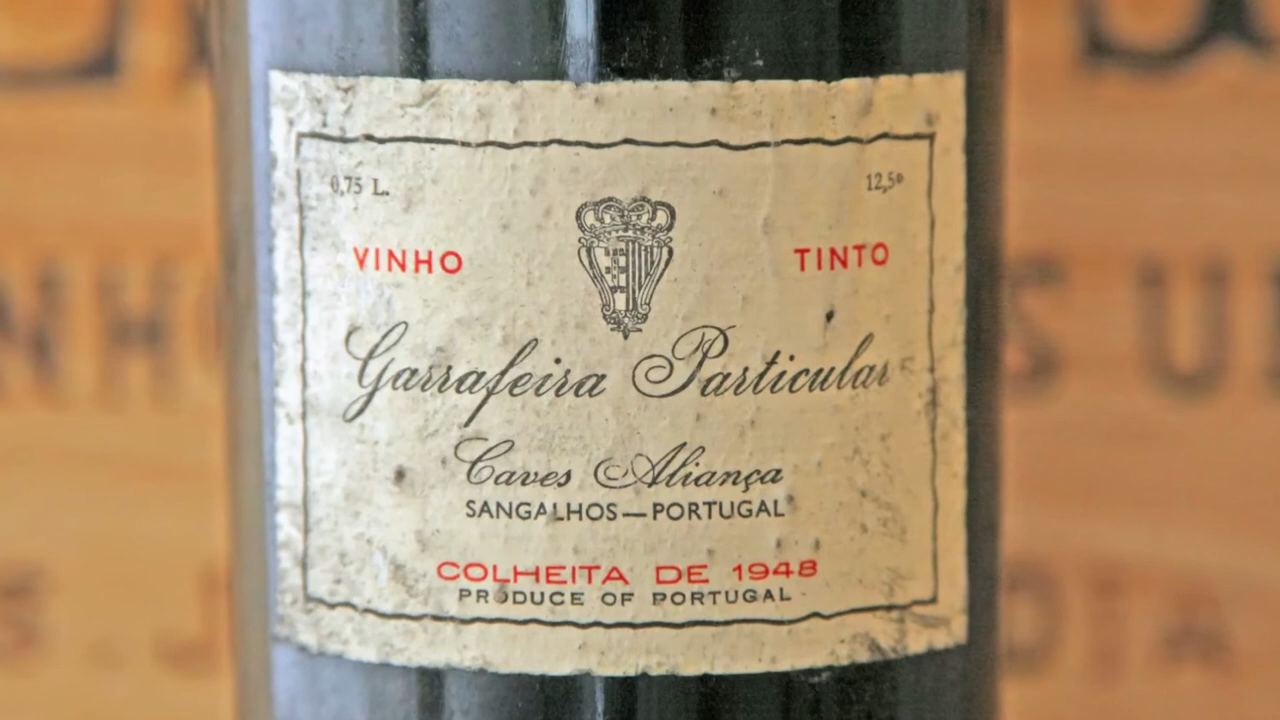 0,75 L. 12,5º
VINHO TINTO
Garrafeira Particular
Caves Aliança
SANGALHOS—PORTUGAL
COLHEITA DE 1948
PRODUCE OF PORTUGAL